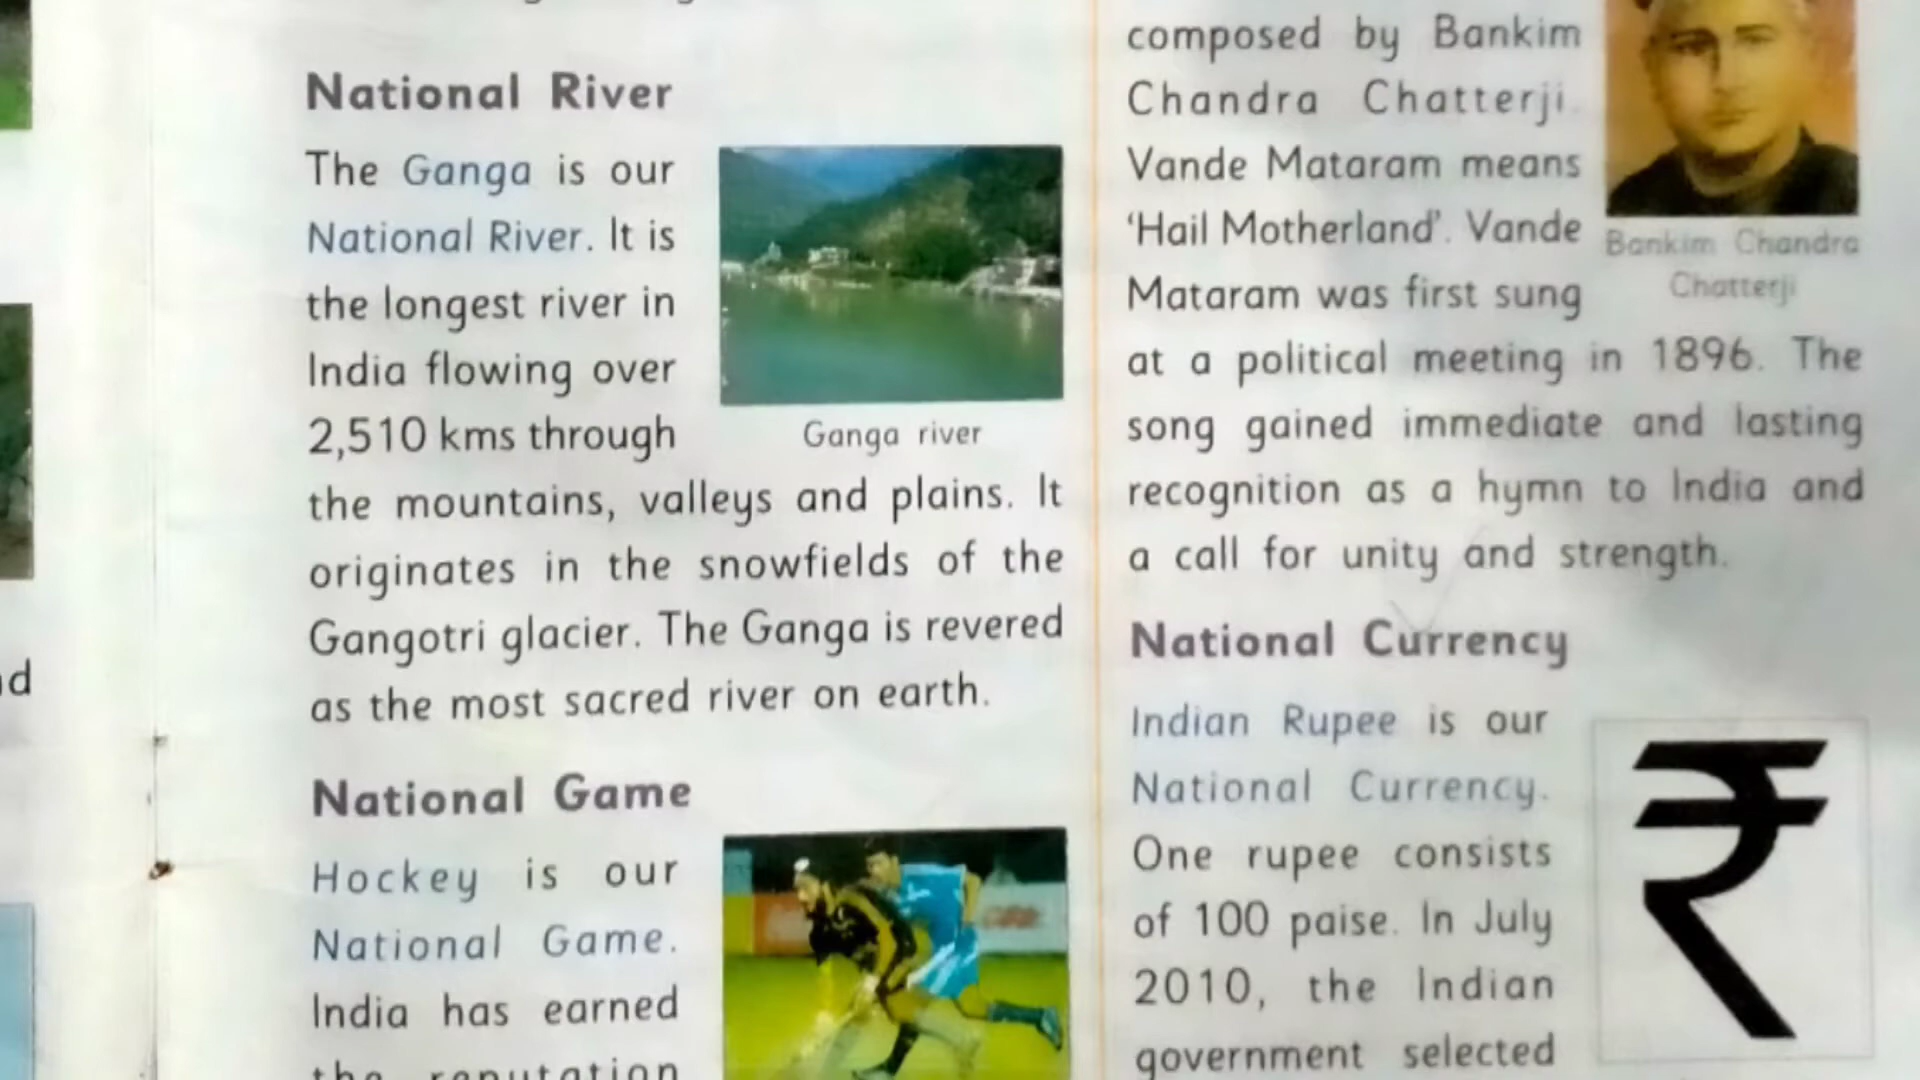 National River
The Ganga is our
National River. It is
the longest river in
India flowing over
2,510 kms through
the mountains, valleys and plains. It
originates in the snowfields of the
Gangotri glacier. The Ganga is revered
as the most sacred river on earth.
Ganga river
National Game
Hockey is our
National Game.
India has earned
the reputation
composed by Bankim
Chandra Chatterji.
Vande Mataram means
‘Hail Motherland’. Vande
Mataram was first sung
at a political meeting in 1896. The
song gained immediate and lasting
recognition as a hymn to India and
a call for unity and strength.
Bankim Chandra
Chatterji
National Currency
Indian Rupee is our
National Currency.
One rupee consists
of 100 paise. In July
2010, the Indian
government selected
₹